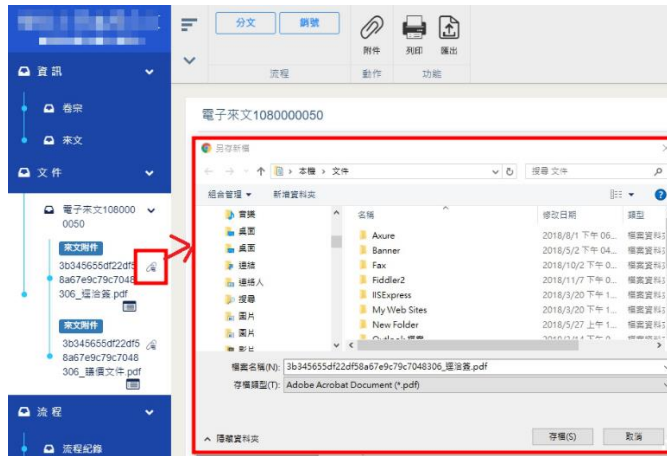 分文
銷號
附件
列印
匯出
流程
動作
功能
資訊
卷宗
來文
文件
電子來文108000
0050
來文附件
3b345655df22df5
8a67e9c79c7048
306_逕洽簽.pdf
來文附件
3b345655df22df5
8a67e9c79c7048
306_議價文件.pdf
流程
流程紀錄
電子來文1080000050
另存新檔
本機 › 文件
搜尋 文件
組合管理
新增資料夾
音樂
桌面
桌面
連結
連絡人
搜尋
圖片
圖片
名稱
修改日期
類型
Axure
2018/8/1 下午 06...
檔案資料
Banner
2018/5/2 下午 04...
檔案資料
Fax
2018/10/2 下午 0...
檔案資料
Fiddler2
2018/11/7 下午 0...
檔案資料
IISExpress
2018/3/20 下午 1...
檔案資料
My Web Sites
2018/3/20 下午 1...
檔案資料
New Folder
2018/5/27 上午 1...
檔案資料
檔案名稱(N): 3b345655df22df58a67e9c79c7048306_逕洽簽.pdf
存檔類型(T): Adobe Acrobat Document (*.pdf)
隱藏資料夾
存檔(S)
取消